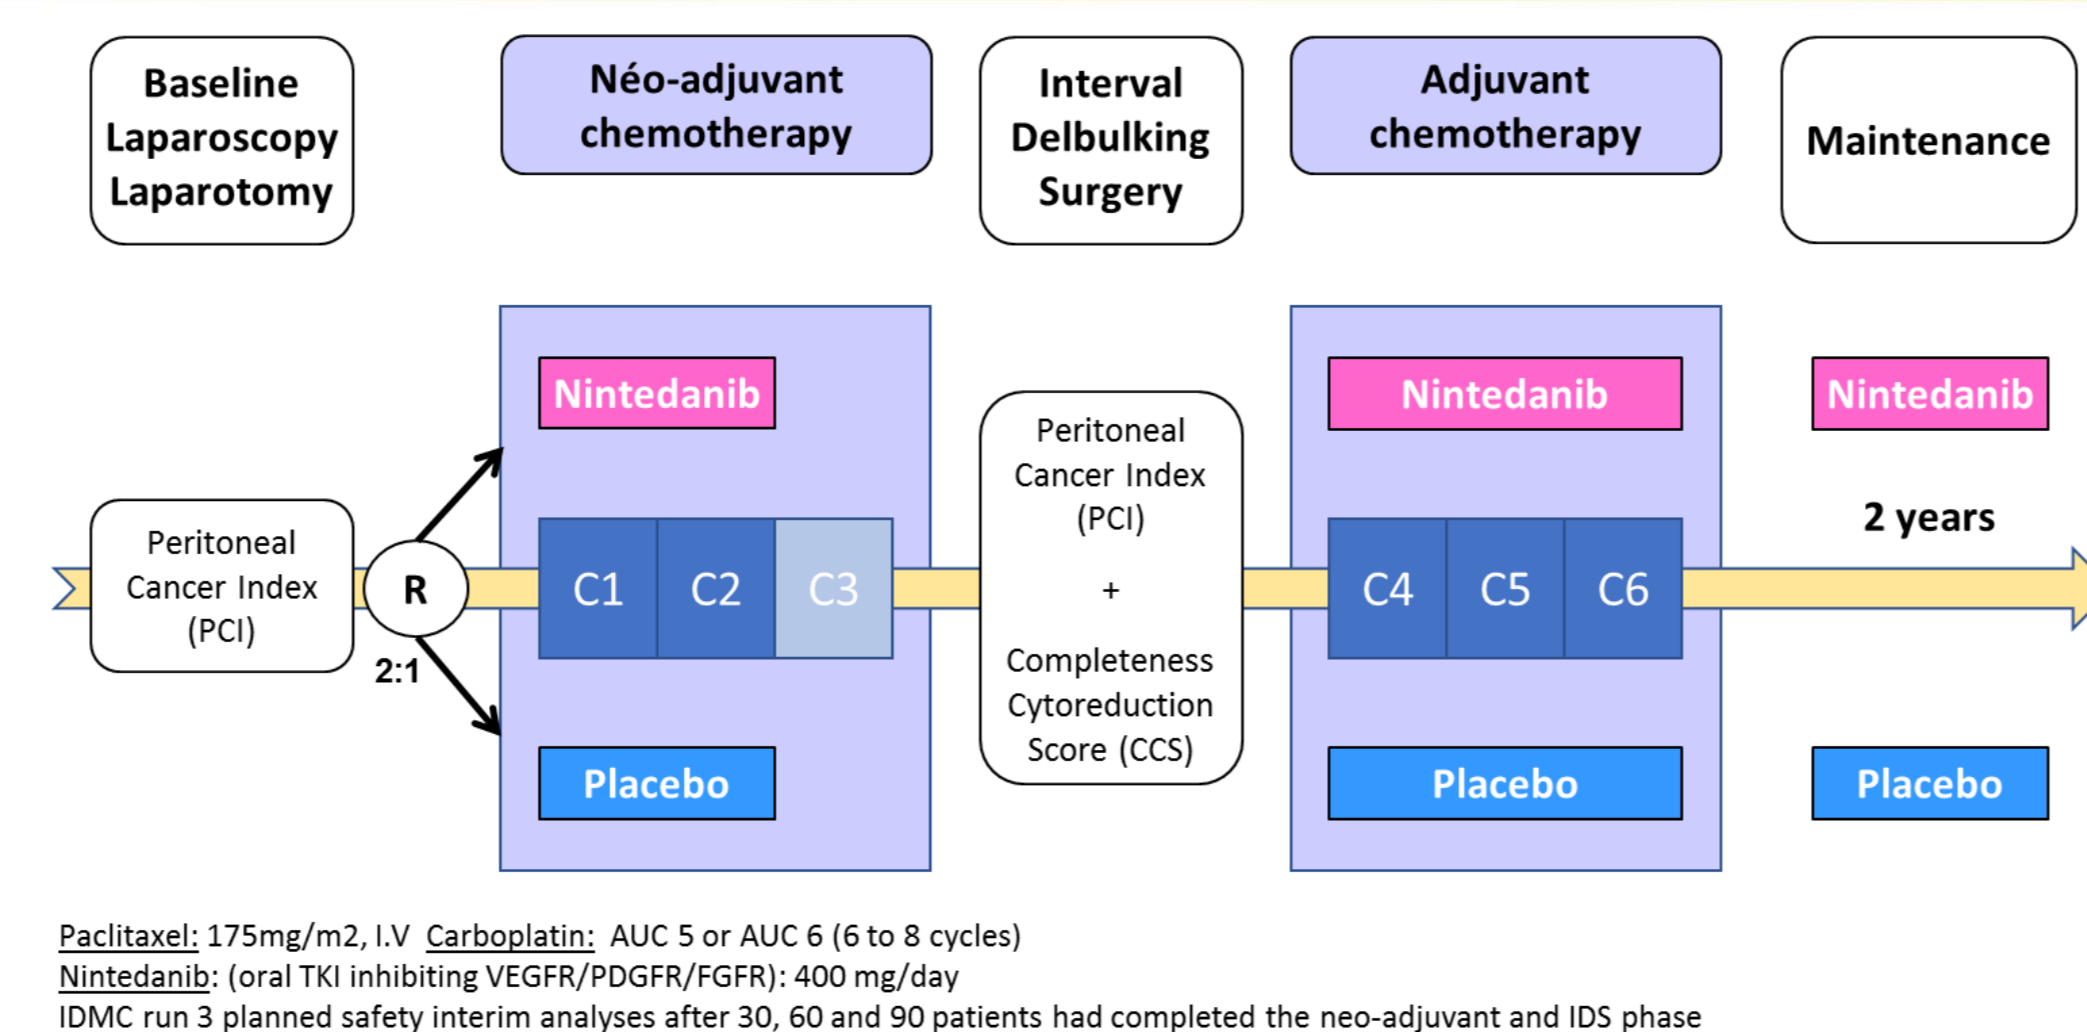 Baseline
Laparoscopy
Laparotomy
Néo-adjuvant
chemotherapy
Interval
Delbulking
Surgery
Adjuvant
chemotherapy
Maintenance
Peritoneal
Cancer Index
(PCI)
R
2:1
Nintedanib
C1 C2 C3
Placebo
Peritoneal
Cancer Index
(PCI)
+
Completeness
Cytoreduction
Score (CCS)
Nintedanib
C4 C5 C6
Placebo
Nintedanib
2 years
Placebo
Paclitaxel: 175mg/m2, I.V Carboplatin: AUC 5 or AUC 6 (6 to 8 cycles)
Nintedanib: (oral TKI inhibiting VEGFR/PDGFR/FGFR): 400 mg/day
IDMC run 3 planned safety interim analyses after 30, 60 and 90 patients had completed the neo-adjuvant and IDS phase